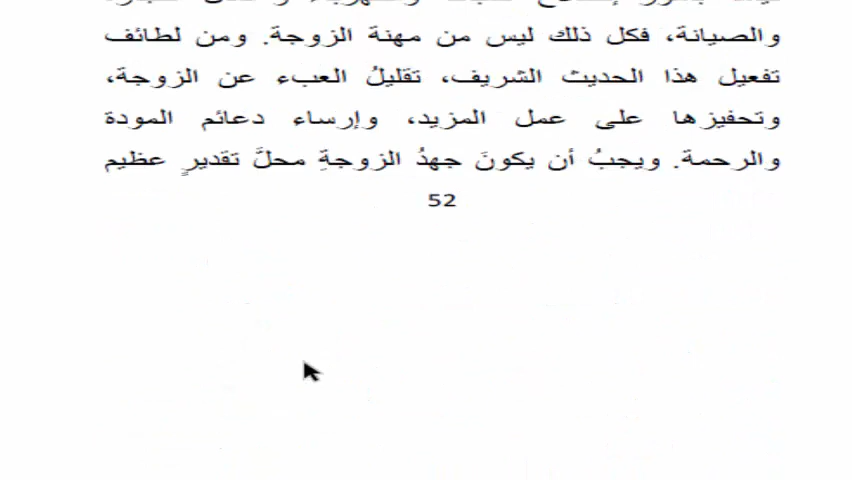 والصيانة، فكل ذلك ليس من مهنة الزوجة. ومن لطائف
تفعيل هذا الحديث الشريف، تقليلُ العبء عن الزوجة،
وتحفيزها على عمل المزيد، وإرساء دعائم المودة
والرحمة. ويجبُ أن يكونَ جهدُ الزوجةِ محلَّ تقديرٍ عظيم
52